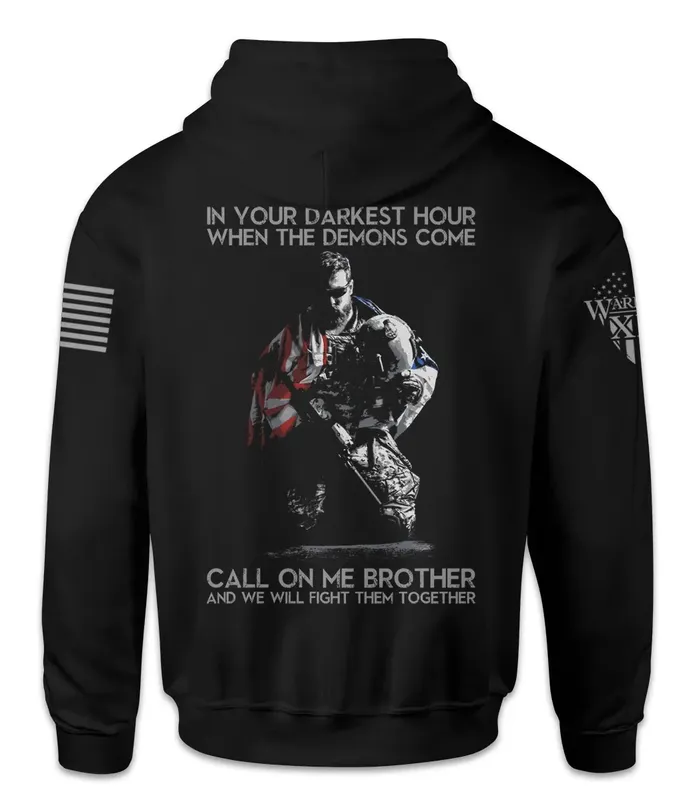 IN YOUR DARKEST HOUR
WHEN THE DEMONS COME
CALL ON ME BROTHER
AND WE WILL FIGHT THEM TOGETHER